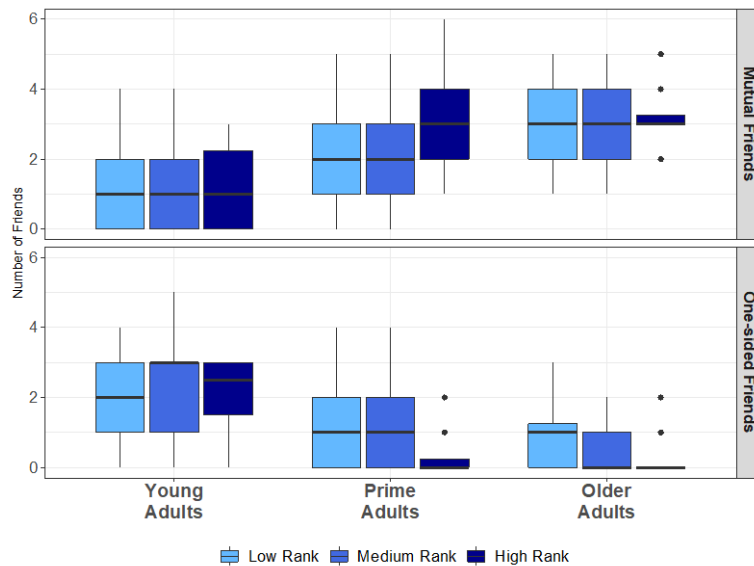 Number of Friends
6
4
2
0
Mutual Friends
6
4
2
0
One-sided Friends
Young
Adults
Prime
Adults
Older
Adults
Low Rank Medium Rank High Rank